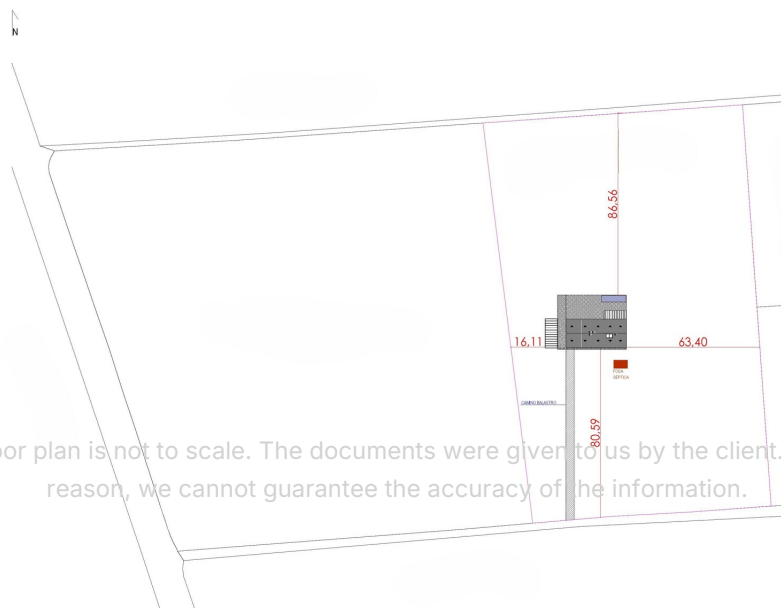 N
86,56
16,11
63,40
FOSA
SEPTICA
CAMINO BALASTRO
80,59
oor plan is not to scale. The documents were given to us by the client.
reason, we cannot guarantee the accuracy of the information.